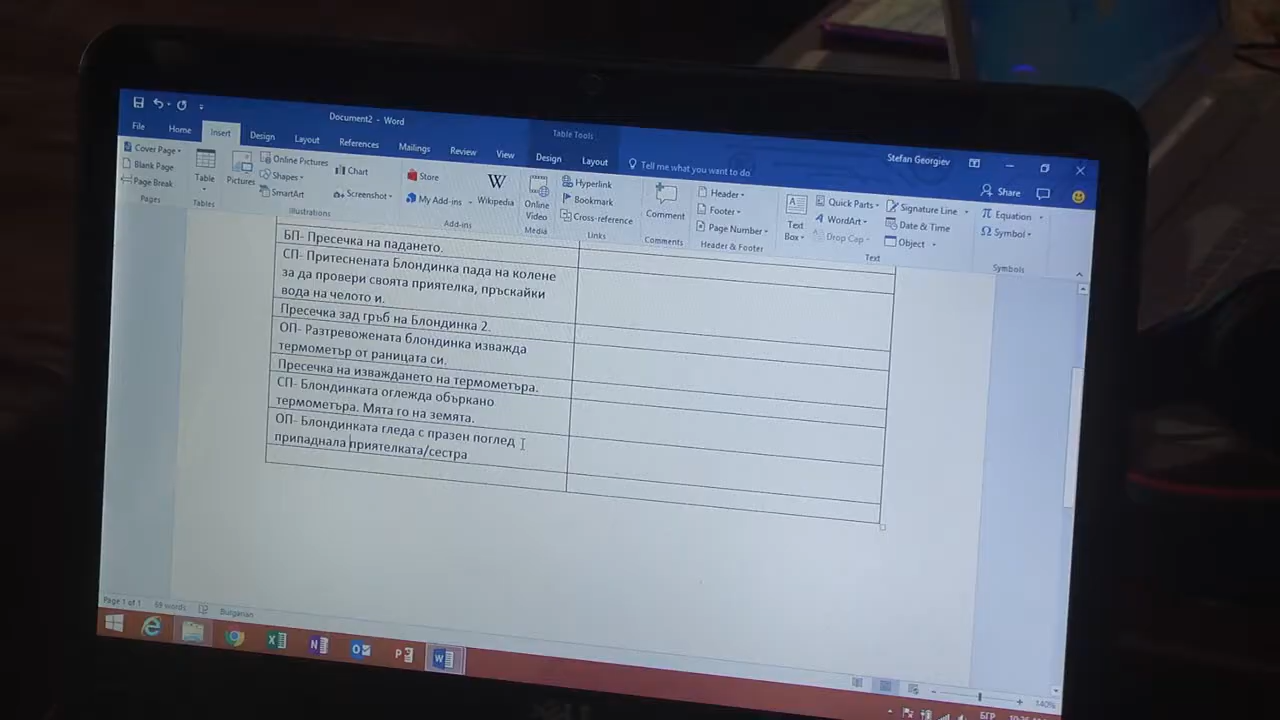 Document2 - Word
Table Tools
Stefan Georgiev
File
Home
Insert
Design
Layout
References
Mailings
Review
View
Design
Layout
Tell me what you want to do
Share
Cover Page
Blank Page
Page Break
Pages
Table
Tables
Pictures
Online Pictures
Shapes
SmartArt
Chart
Screenshot
Illustrations
Store
My Add-ins
Wikipedia
Add-ins
Online
Video
Media
Hyperlink
Bookmark
Cross-reference
Links
Comment
Comments
Header
Footer
Page Number
Header & Footer
Text
Box
Quick Parts
WordArt
Drop Cap
Signature Line
Date & Time
Object
Text
Equation
Symbol
Symbols
БП- Пресечка на падането.
СП- Притеснената Блондинка пада на колене
за да провери своята приятелка, пръскайки
вода на челото и.
Пресечка зад гръб на Блондинка 2.
ОП- Разтревожената блондинка изважда
термометър от раницата си.
Пресечка на изваждането на термометъра.
СП- Блондинката оглежда объркано
термометъра. Мята го на земята.
ОП- Блондинката гледа с празен поглед
припаднала приятелката/сестра
Page 1 of 1
69 words
Bulgarian
140%
БГР